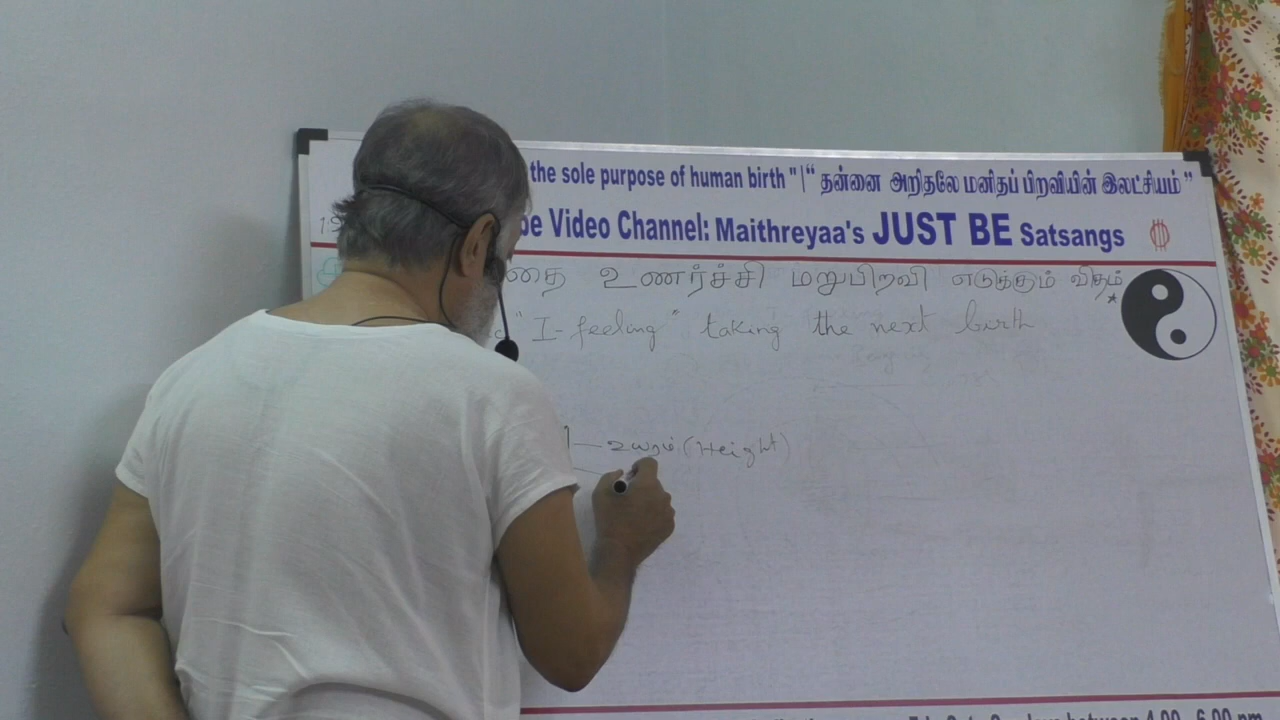 the sole purpose of human birth" | "தன்னை அறிதலே மனிதப் பிறவியின் இலட்சியம்"
Video Channel: Maithreyaa's JUST BE Satsangs
உணர்ச்சி மறுபிறவி எடுக்கும் விதம்
"I-feeling" taking the next birth
உயரம் (Height)